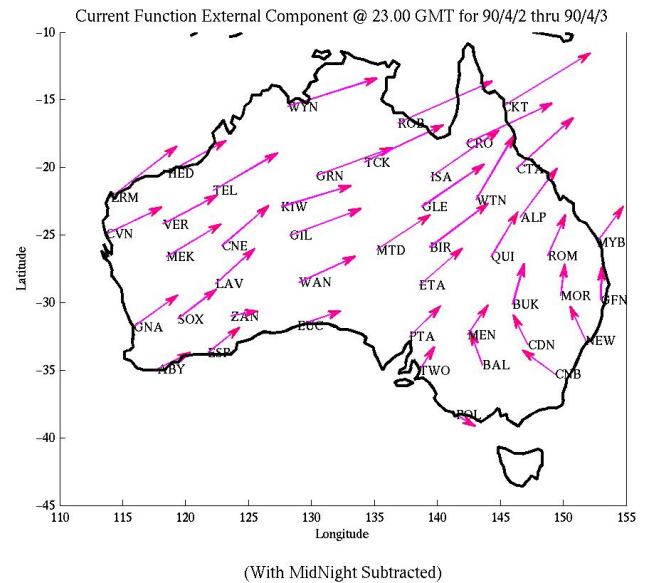 Current Function External Component @ 23.00 GMT for 90/4/2 thru 90/4/3
−10
−15
−20
−25
−30
−35
−40
−45
Latitude
WYN
CKT
ROB
CRO
TCK
HED
CTA
GRN
ISA
TEL
ERM
KIW
GLE
WTN
ALP
VER
CVN
GIL
CNE
MTD
BIR
MYB
MEK
QUI
ROM
LAV
WAN
ETA
MOR
GFN
BUK
ZAN
SOX
GNA
EUC
PTA
MEN
CDN
NEW
ESP
ABY
TWO
BAL
CNB
POL
110 115 120 125 130 135 140 145 150 155
Longitude
(With MidNight Subtracted)